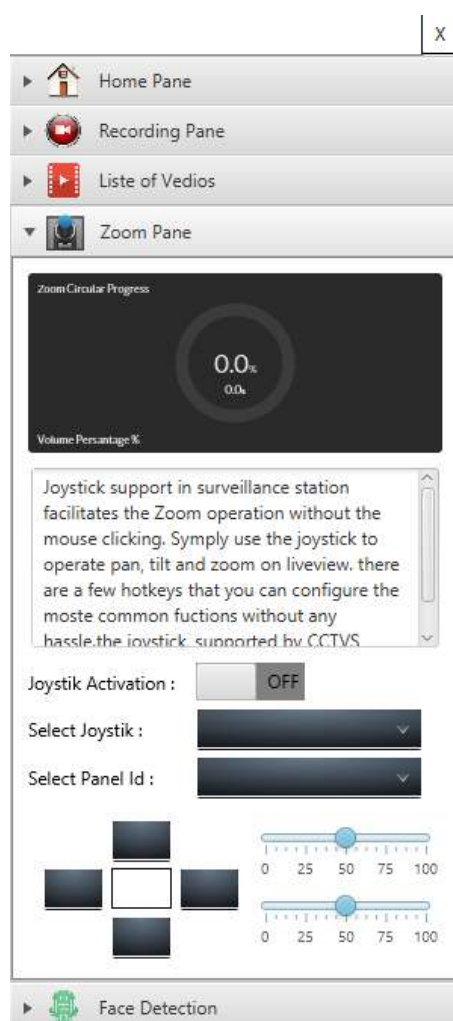 X
Home Pane
Recording Pane
Liste of Vedios
Zoom Pane
Zoom Circular Progress
0.0%
0.0%
Volume Persantage %
Joystick support in surveillance station
facilitates the Zoom operation without the
mouse clicking. Symply use the joystick to
operate pan, tilt and zoom on liveview. there
are a few hotkeys that you can configure the
moste common fuctions without any
hassle.the joystick supported by CCTVS
Joystik Activation :
OFF
Select Joystik :
Select Panel Id :
0 25 50 75 100
0 25 50 75 100
Face Detection